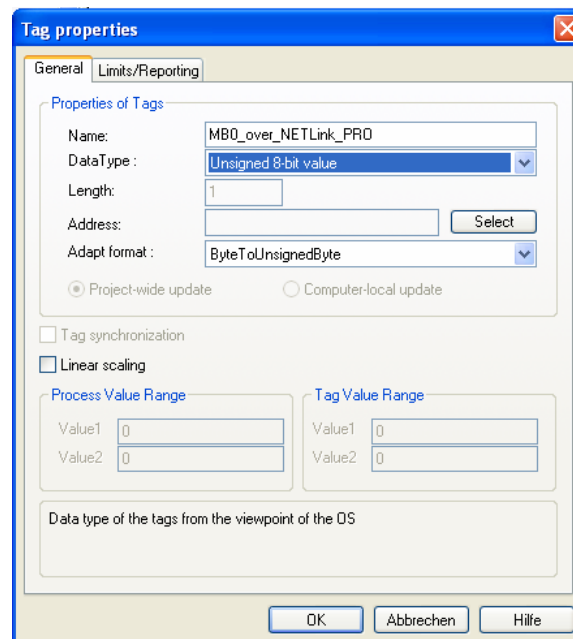 Tag properties
General Limits/Reporting
Properties of Tags
Name: MB0_over_NETLink_PRO
DataType : Unsigned 8-bit value
Length: 1
Address: Select
Adapt format : ByteToUnsignedByte
Project-wide update Computer-local update
Tag synchronization
Linear scaling
Process Value Range Tag Value Range
Value1 0 Value1 0
Value2 0 Value2 0
Data type of the tags from the viewpoint of the OS
OK Abbrechen Hilfe